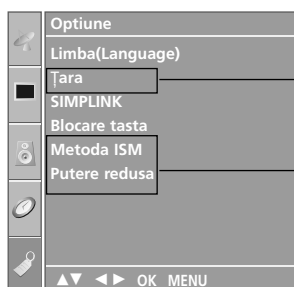 Optiune
Limba(Language)
Țara
SIMPLINK
Blocare tasta
Metoda ISM
Putere redusa
▲▼ ◄► OK MENU